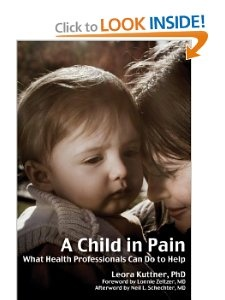 Click to
LOOK INSIDE!
A Child in Pain
What Health Professionals Can Do to Help
Leora Kuttner, PhD
Foreword by Lonnie Zeltzer, MD
Afterword by Neil L. Schechter, MD